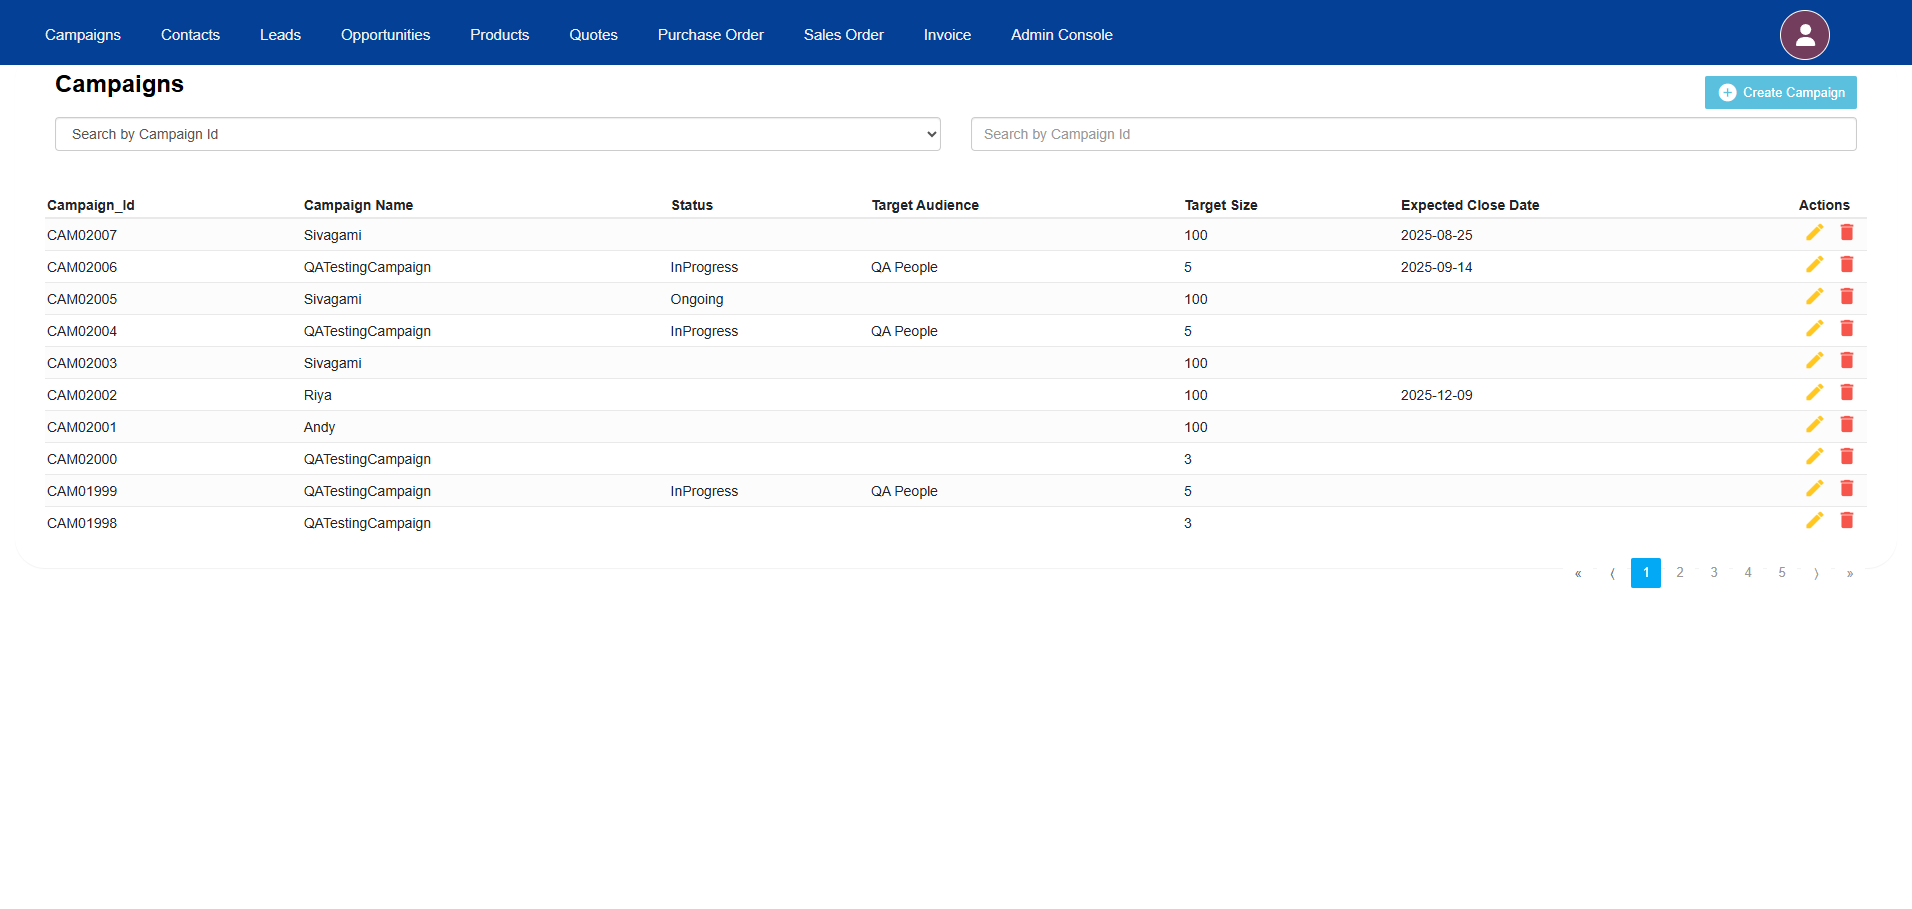 Campaigns Contacts Leads Opportunities Products Quotes Purchase Order Sales Order Invoice Admin Console
Campaigns
Create Campaign
Search by Campaign Id Search by Campaign Id
Campaign_Id Campaign Name Status Target Audience Target Size Expected Close Date Actions
CAM02007 Sivagami 100 2025-08-25
CAM02006 QATestingCampaign InProgress QA People 5 2025-09-14
CAM02005 Sivagami Ongoing 100
CAM02004 QATestingCampaign InProgress QA People 5
CAM02003 Sivagami 100
CAM02002 Riya 100 2025-12-09
CAM02001 Andy 100
CAM02000 QATestingCampaign 3
CAM01999 QATestingCampaign InProgress QA People 5
CAM01998 QATestingCampaign 3
« ⟨ 1 2 3 4 5 ⟩ »